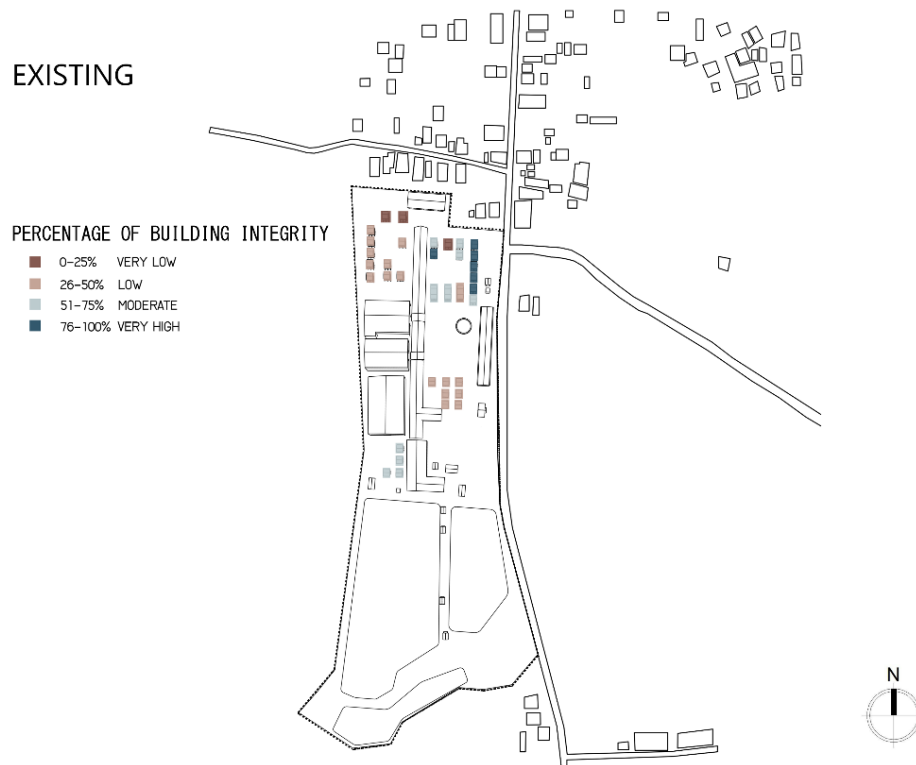 EXISTING
PERCENTAGE OF BUILDING INTEGRITY
0-25% VERY LOW
26-50% LOW
51-75% MODERATE
76-100% VERY HIGH
N